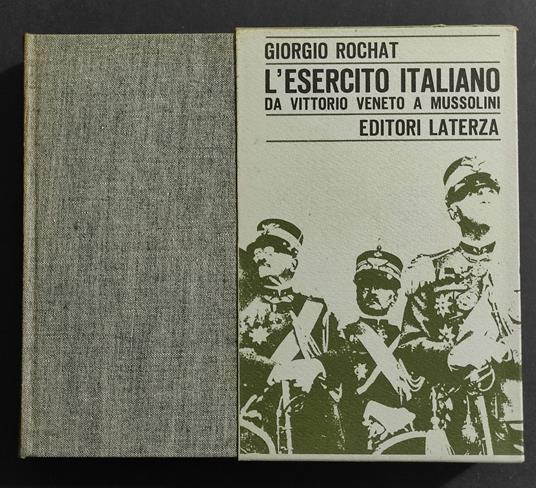 GIORGIO ROCHAT
L'ESERCITO ITALIANO
DA VITTORIO VENETO A MUSSOLINI
EDITORI LATERZA